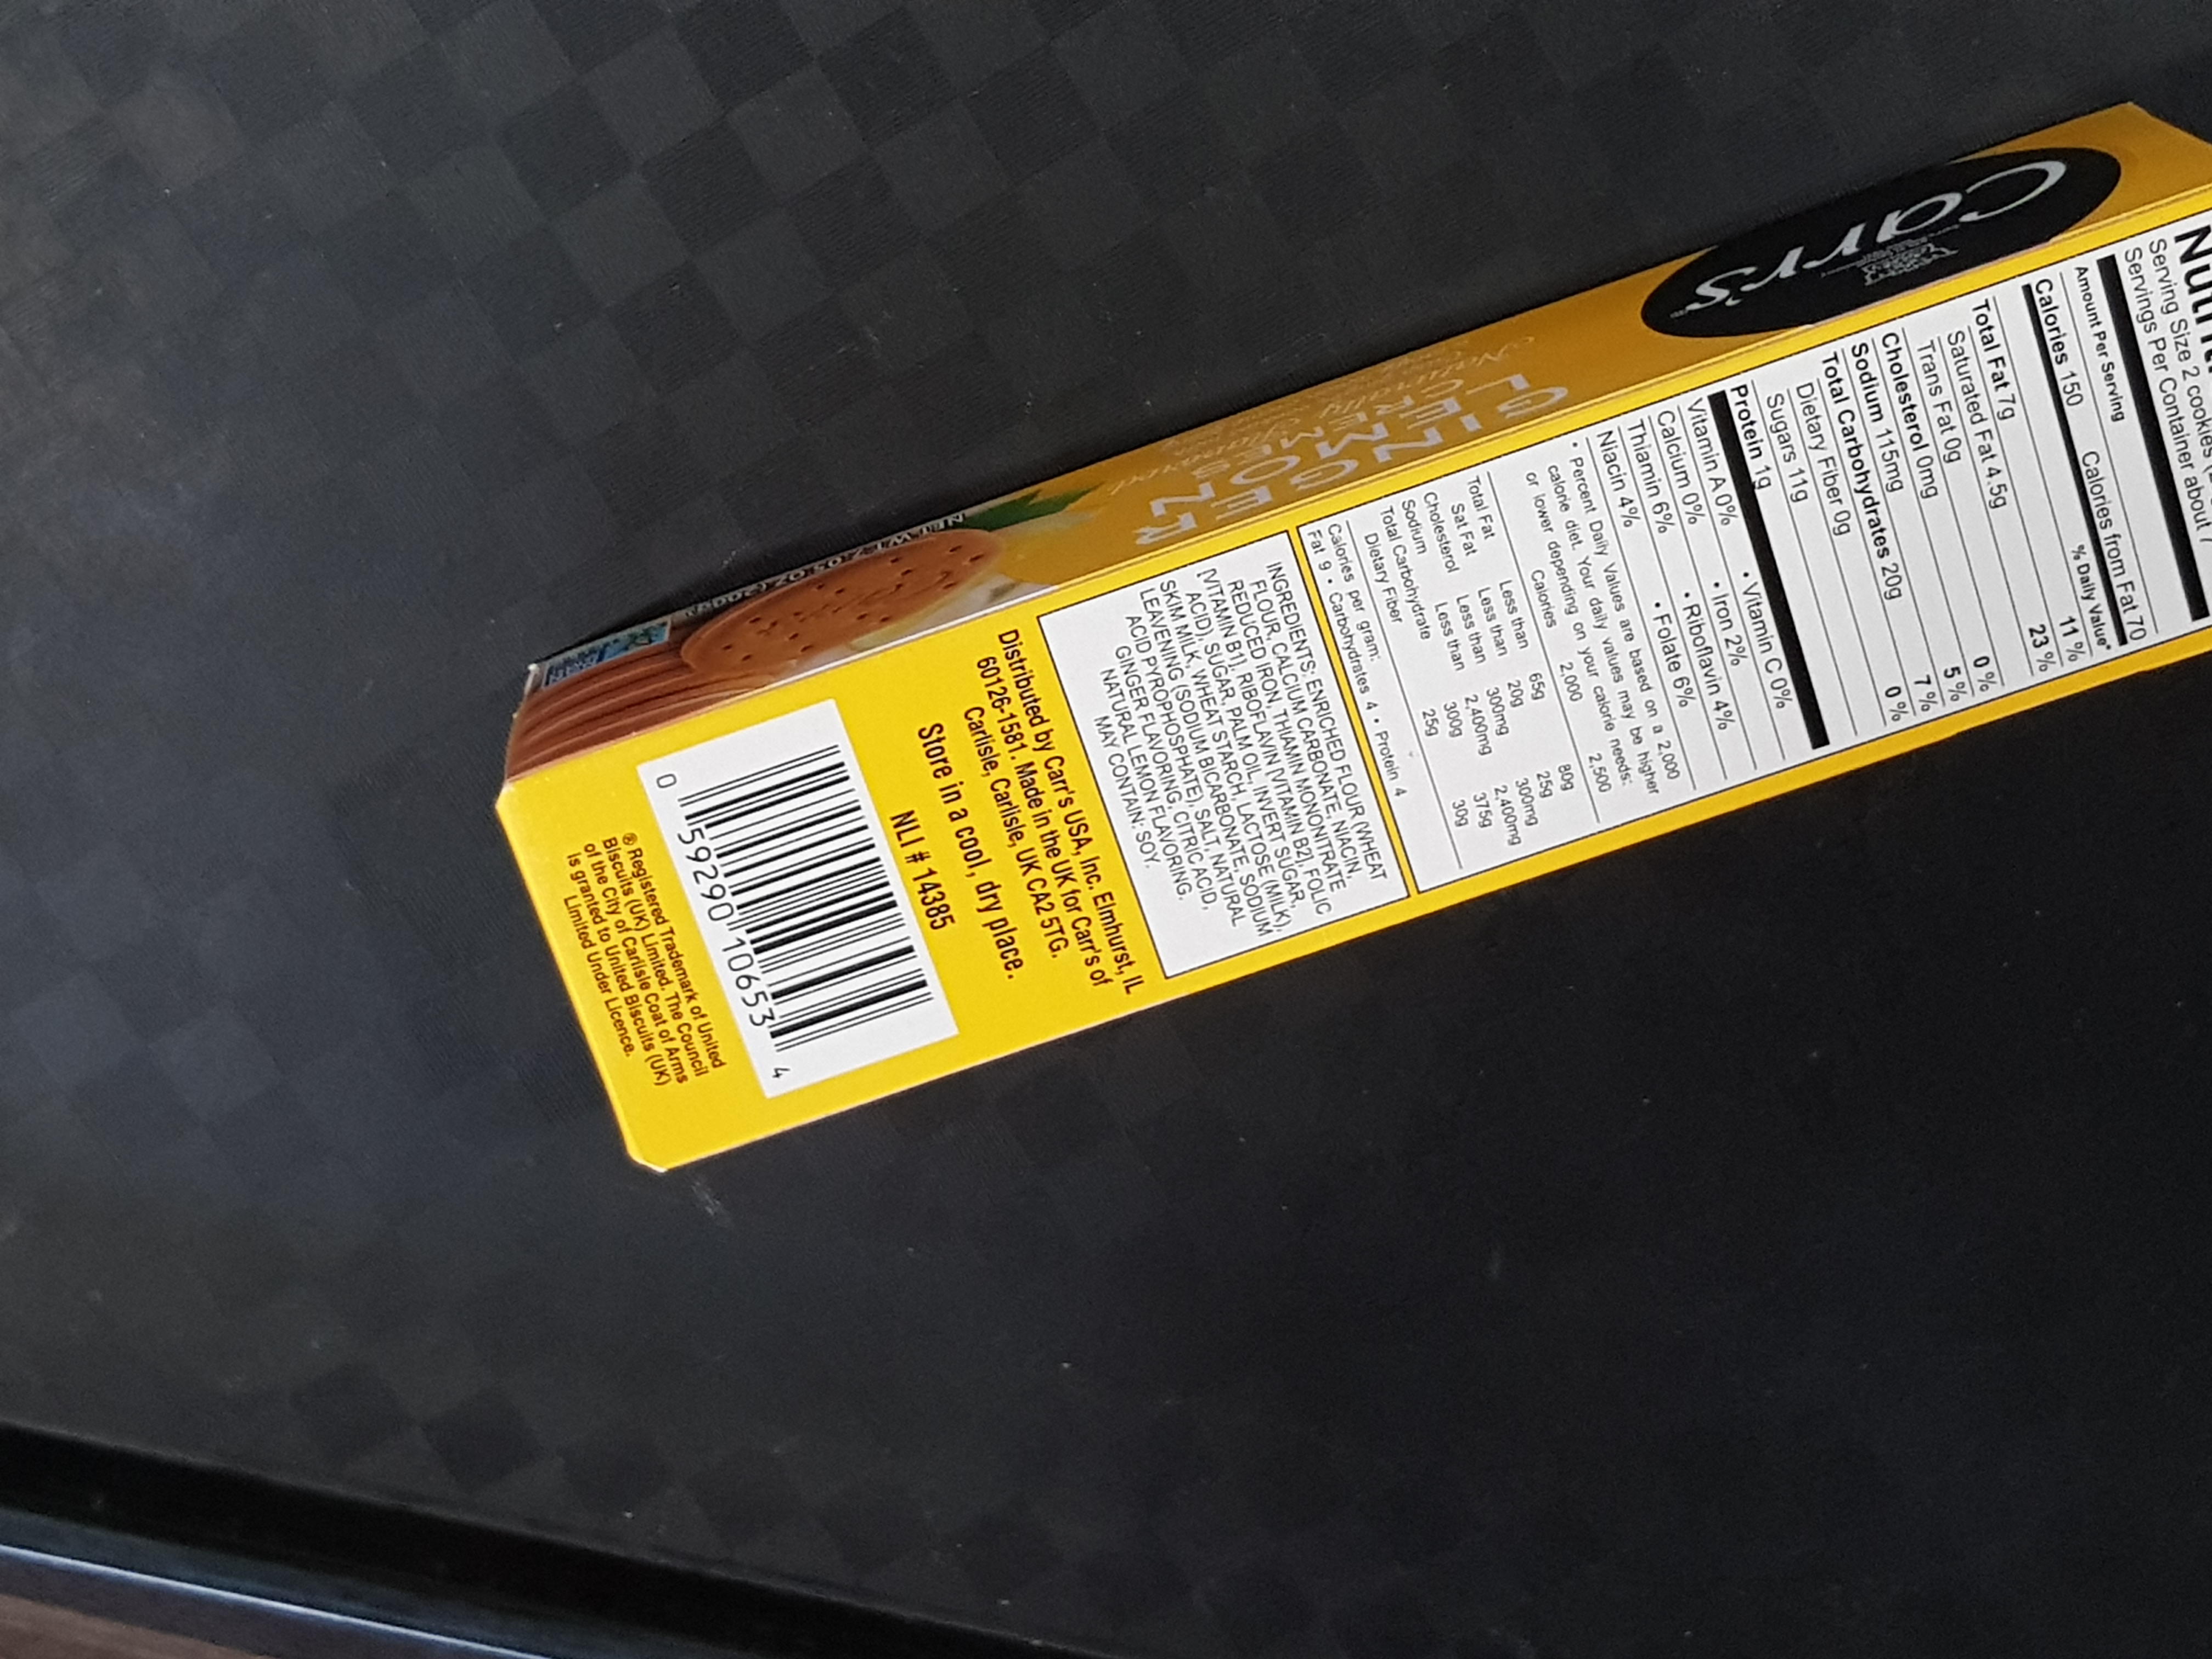 Nutriti
Serving Size 2 cookies
Servings Per Container about 7
Amount Per Serving
Calories 150 Calories from Fat 70
% Daily Value*
Total Fat 7g 11 %
Saturated Fat 4.5g 23 %
Trans Fat 0g
Cholesterol 0mg 0 %
Sodium 115mg 5 %
Total Carbohydrates 20g 7 %
Dietary Fiber 0g 0 %
Sugars 11g
Protein 1g
Vitamin A 0% • Vitamin C 0%
Calcium 0% • Iron 2%
Thiamin 6% • Riboflavin 4%
Niacin 4% • Folate 6%
* Percent Daily Values are based on a 2,000
calorie diet. Your daily values may be higher
or lower depending on your calorie needs:
Calories 2,000 2,500
Total Fat Less than 65g 80g
Sat Fat Less than 20g 25g
Cholesterol Less than 300mg 300mg
Sodium Less than 2,400mg 2,400mg
Total Carbohydrate 300g 375g
Dietary Fiber 25g 30g
Calories per gram:
Fat 9 • Carbohydrates 4 • Protein 4
INGREDIENTS: ENRICHED FLOUR (WHEAT
FLOUR, CALCIUM CARBONATE, NIACIN,
REDUCED IRON, THIAMIN MONONITRATE
[VITAMIN B1], RIBOFLAVIN [VITAMIN B2], FOLIC
ACID), SUGAR, PALM OIL, INVERT SUGAR,
SKIM MILK, WHEAT STARCH, LACTOSE (MILK),
LEAVENING (SODIUM BICARBONATE, SODIUM
ACID PYROPHOSPHATE), SALT, NATURAL
GINGER FLAVORING, CITRIC ACID,
NATURAL LEMON FLAVORING.
MAY CONTAIN: SOY.
Distributed by Carr's USA, Inc. Elmhurst, IL
60126-1581. Made in the UK for Carr's of
Carlisle, Carlisle, UK CA2 5TG.
Store in a cool, dry place.
NLI # 14385
0 59290 10653 4
® Registered Trademark of United
Biscuits (UK) Limited. The Council
of the City of Carlisle Coat of Arms
is granted to United Biscuits (UK)
Limited Under Licence.
Carr's
GINGER
LEMON
NET WT. 7.05 OZ (200g)